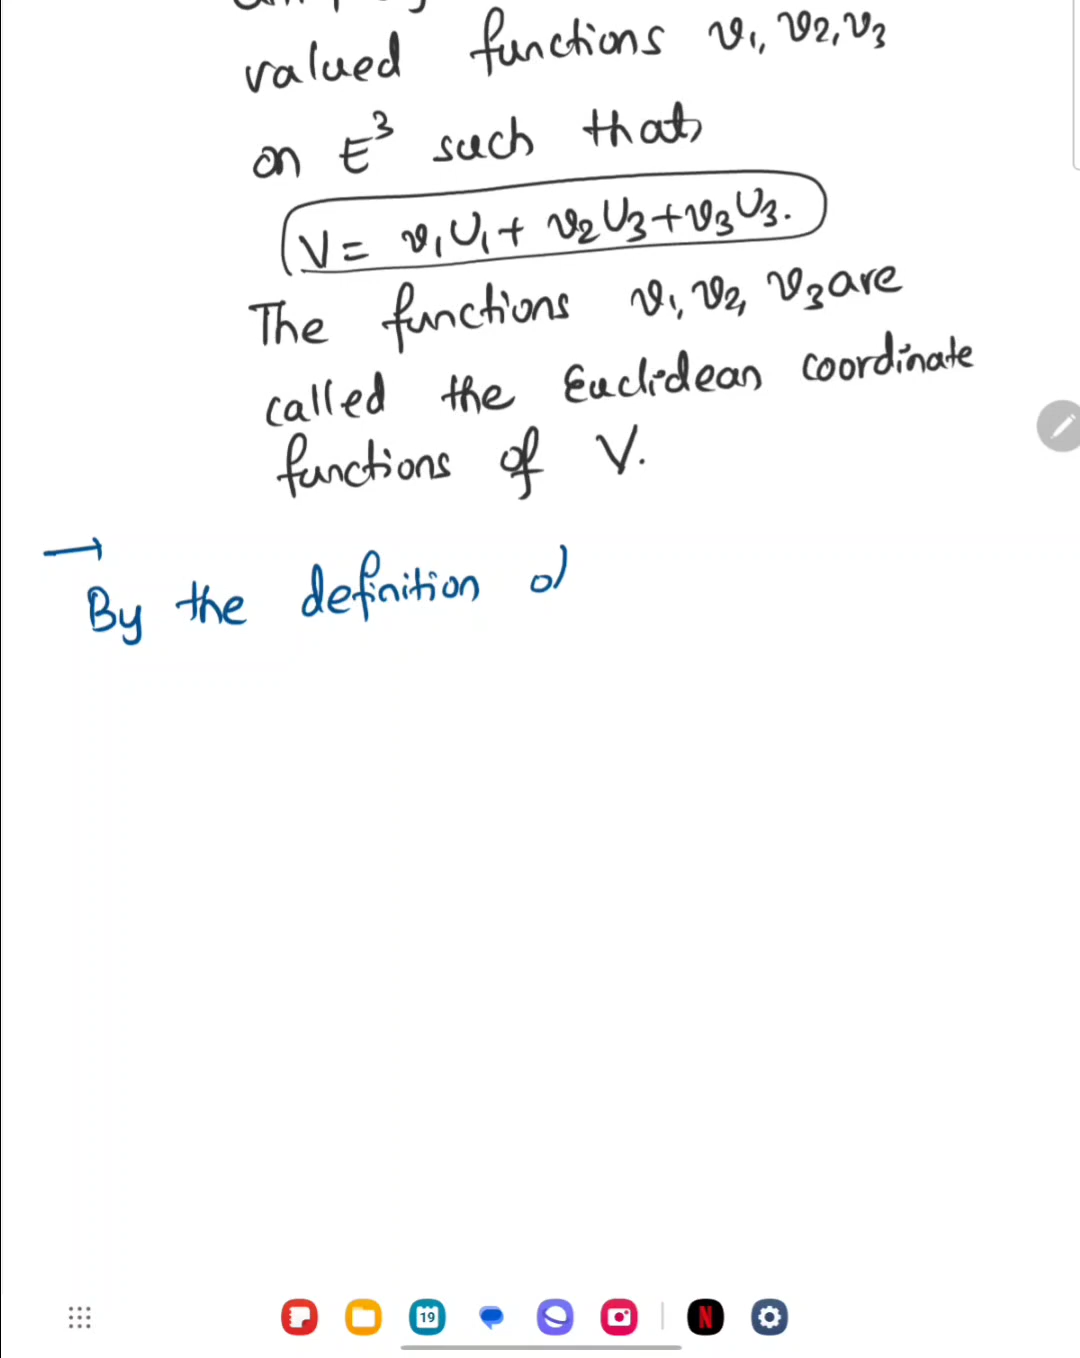 valued functions v₁, v₂, v₃
on E³ such that,
V = v₁U₁ + v₂U₃ + v₃U₃.
The functions v₁, v₂, v₃ are
called the Euclidean coordinate
functions of V.
→
By the definition o
19
N